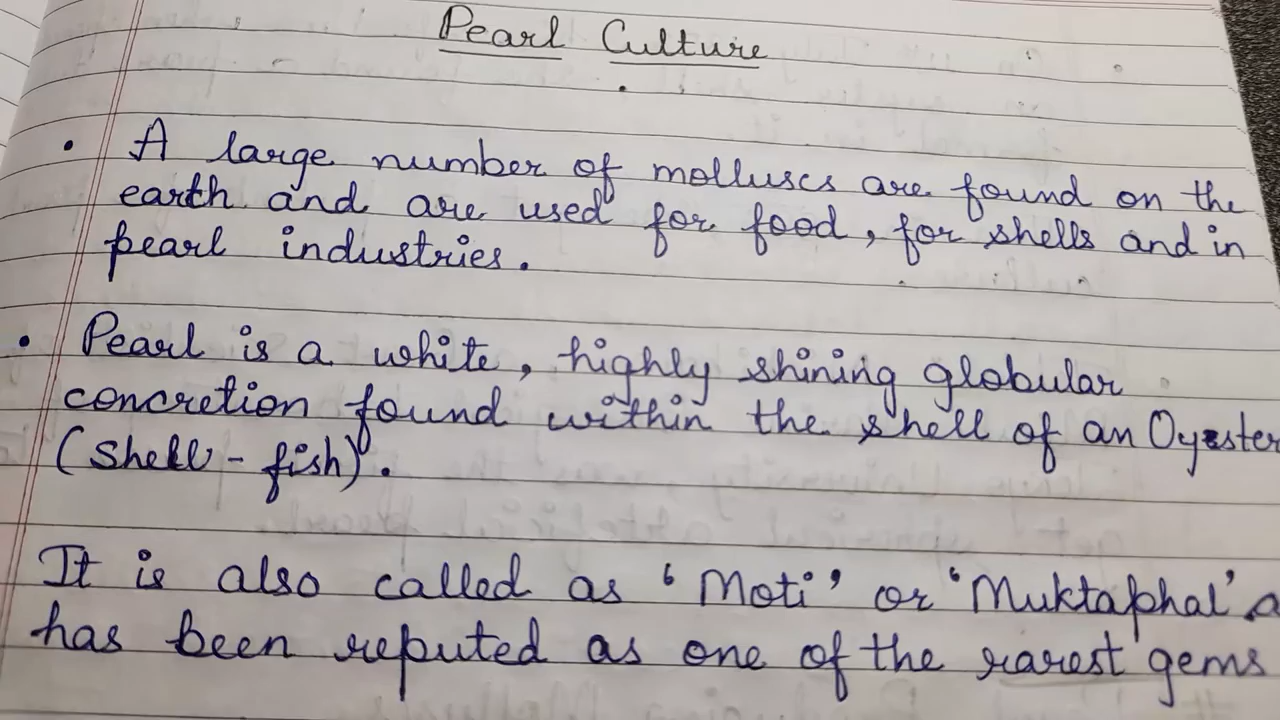 Pearl Culture
• A large number of molluscs are found on the
earth and are used for food, for shells and in
pearl industries.
• Pearl is a white, highly shining globular
concretion found within the shell of an Oyester
(Shell-fish).
It is also called as 'Moti' or 'Muktaphal' a
has been reputed as one of the rarest gems